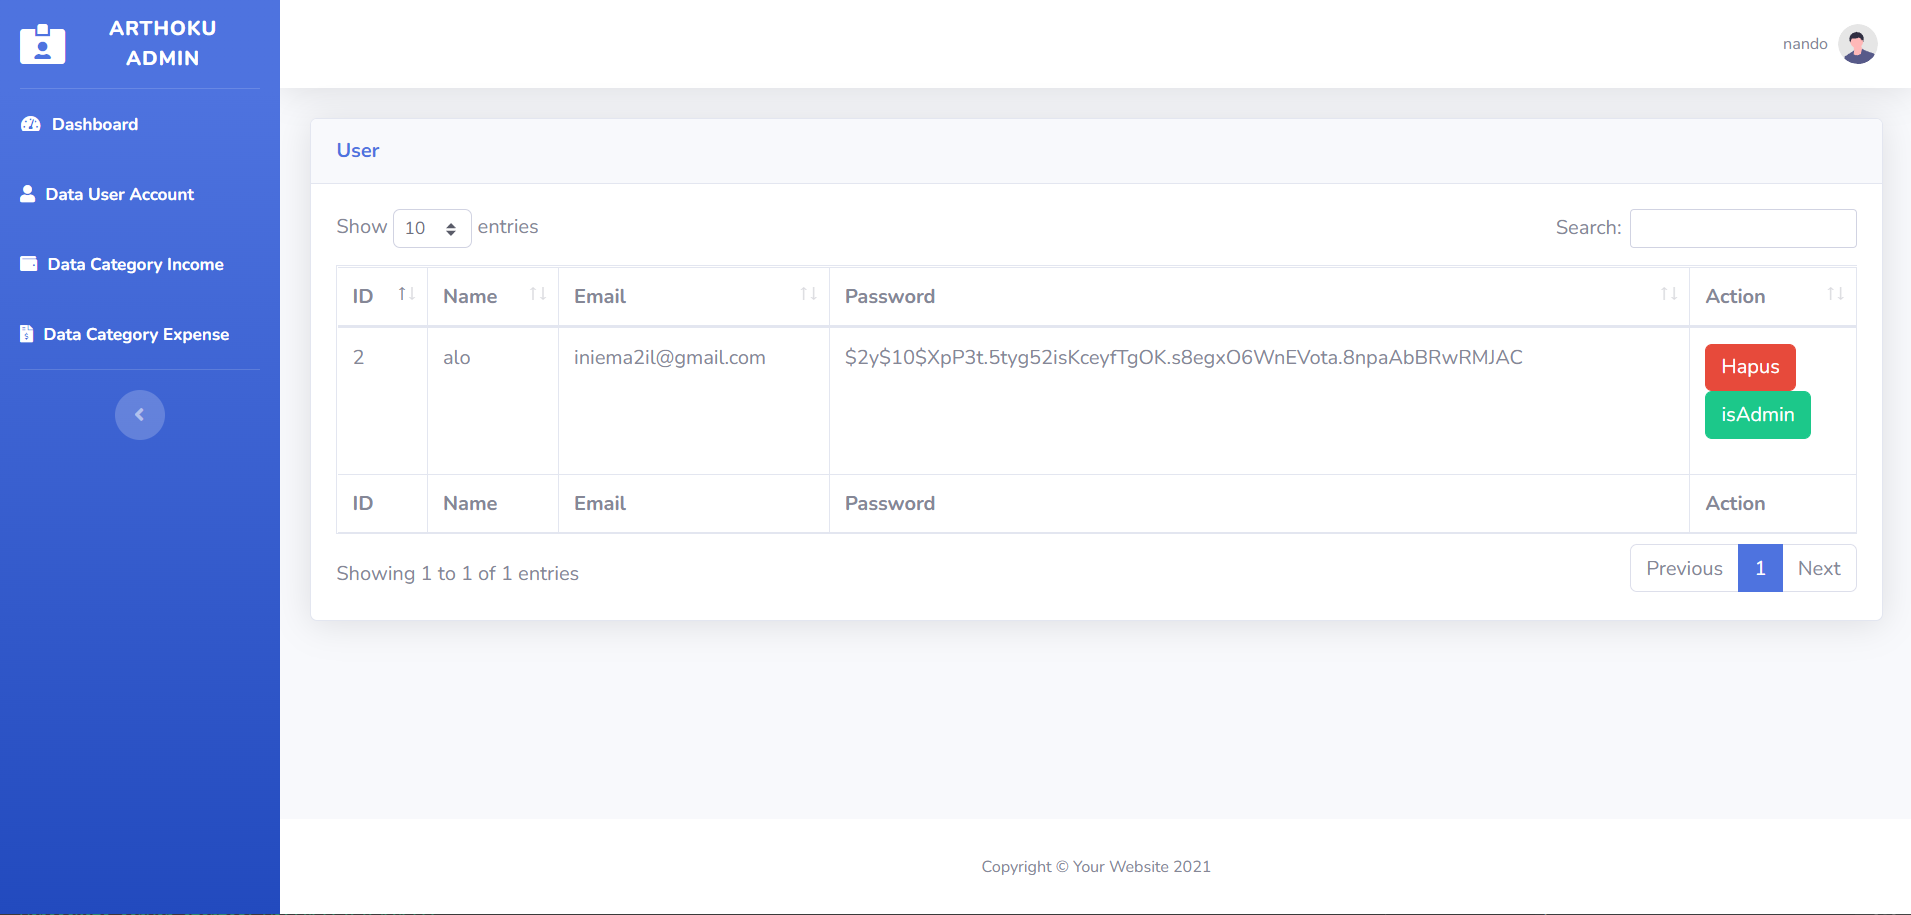 ARTHOKU
ADMIN
nando
Dashboard
Data User Account
Data Category Income
Data Category Expense
User
Show 10 entries
Search:
ID Name Email Password Action
2 alo iniema2il@gmail.com $2y$10$XpP3t.5tyg52isKceyfTgOK.s8egxO6WnEVota.8npaAbBRwRMJAC Hapus
isAdmin
ID Name Email Password Action
Showing 1 to 1 of 1 entries
Previous 1 Next
Copyright © Your Website 2021